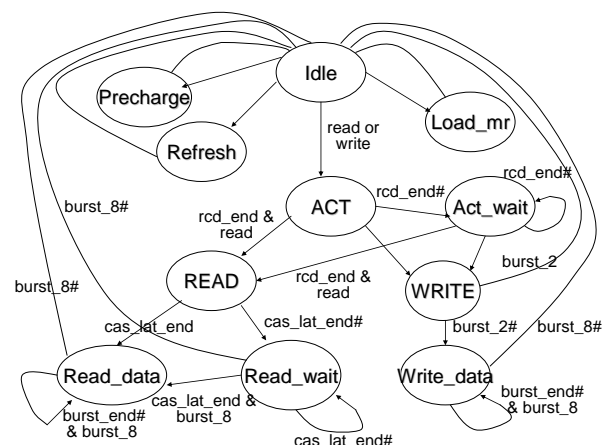 Idle
Precharge
Load_mr
Refresh
read or
write
rcd_end#
rcd_end#
burst_8#
ACT
Act_wait
rcd_end &
read
burst_2
READ
rcd_end &
read
WRITE
burst_8#
cas_lat_end
cas_lat_end#
burst_2#
burst_8#
Read_data
Read_wait
Write_data
cas_lat_end &
burst_8
burst_end#
& burst_8
burst_end#
& burst_8
cas_lat_end#